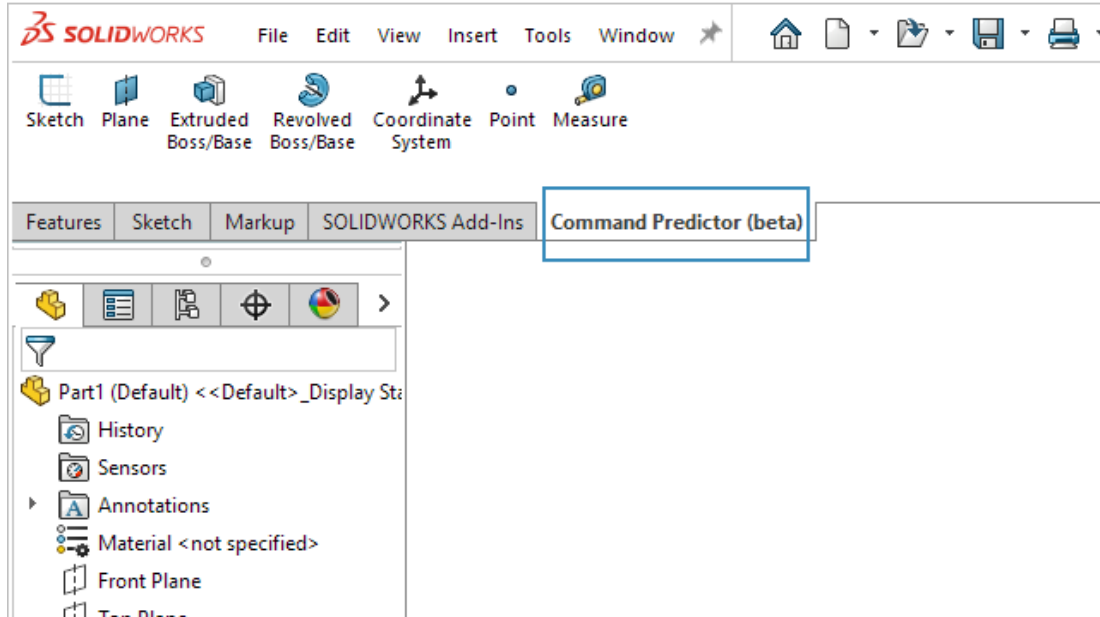 SOLIDWORKS File Edit View Insert Tools Window
Sketch Plane Extruded Boss/Base Revolved Boss/Base Coordinate System Point Measure
Features Sketch Markup SOLIDWORKS Add-Ins Command Predictor (beta)
Part1 (Default) <<Default>_Display Sta
History
Sensors
A Annotations
Material <not specified>
Front Plane
Top Plane